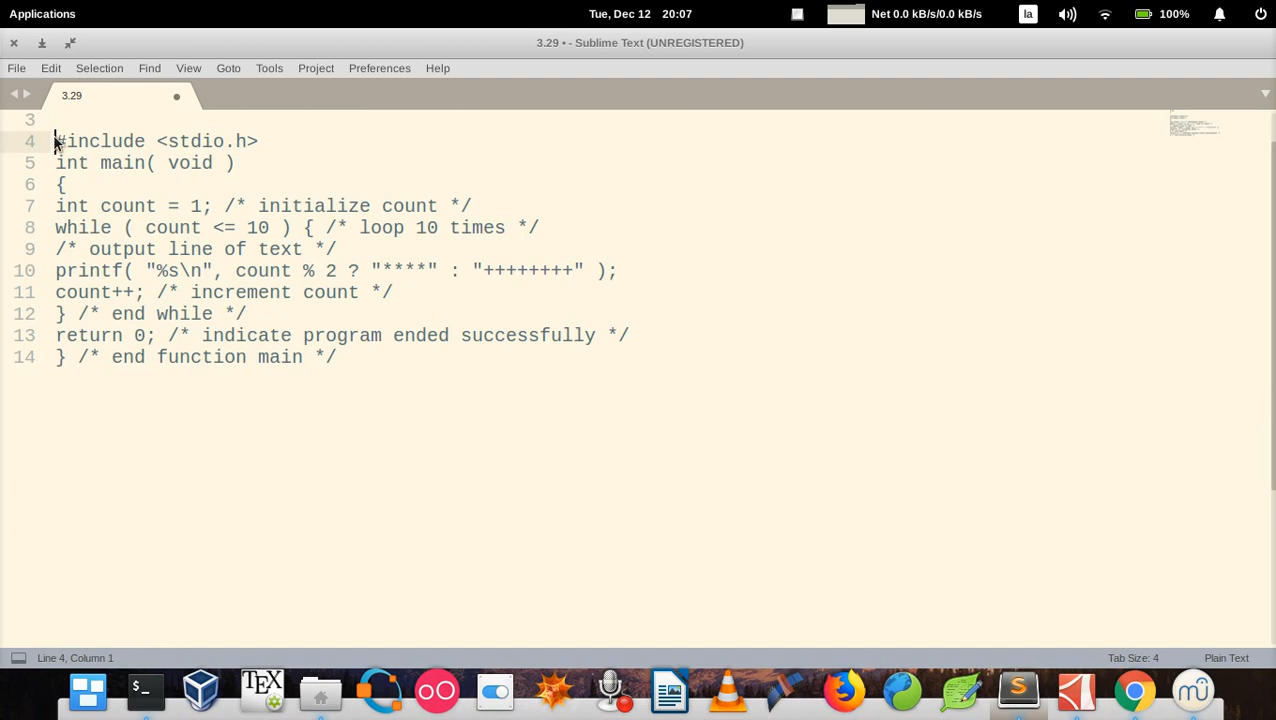 Applications
Tue, Dec 12 20:07
Net 0.0 kB/s/0.0 kB/s
la
100%
3.29 • - Sublime Text (UNREGISTERED)
File Edit Selection Find View Goto Tools Project Preferences Help
3.29
3
4 #include <stdio.h>
5 int main( void )
6 {
7 int count = 1; /* initialize count */
8 while ( count <= 10 ) { /* loop 10 times */
9 /* output line of text */
10 printf( "%s\n", count % 2 ? "****" : "++++++++" );
11 count++; /* increment count */
12 } /* end while */
13 return 0; /* indicate program ended successfully */
14 } /* end function main */
Line 4, Column 1
Tab Size: 4
Plain Text
>_
TEX
S
mu